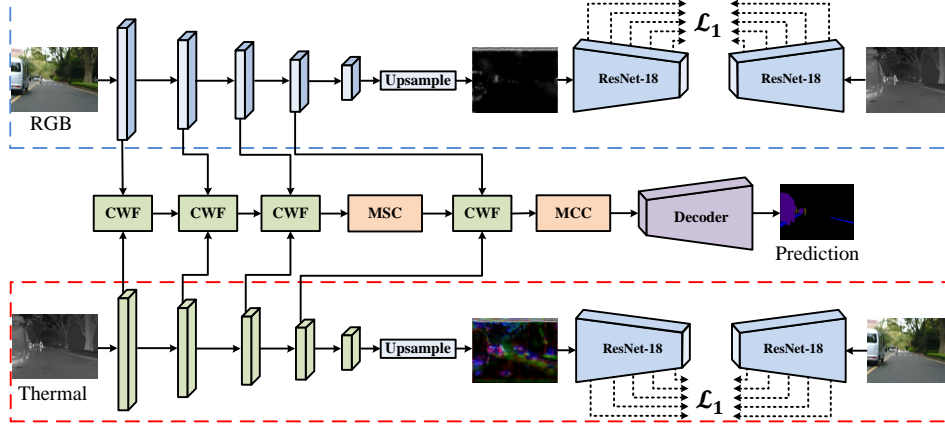 ℒ₁
ResNet-18
ResNet-18
Upsample
RGB
CWF
CWF
CWF
MSC
CWF
MCC
Decoder
Prediction
Upsample
ResNet-18
ResNet-18
Thermal
ℒ₁